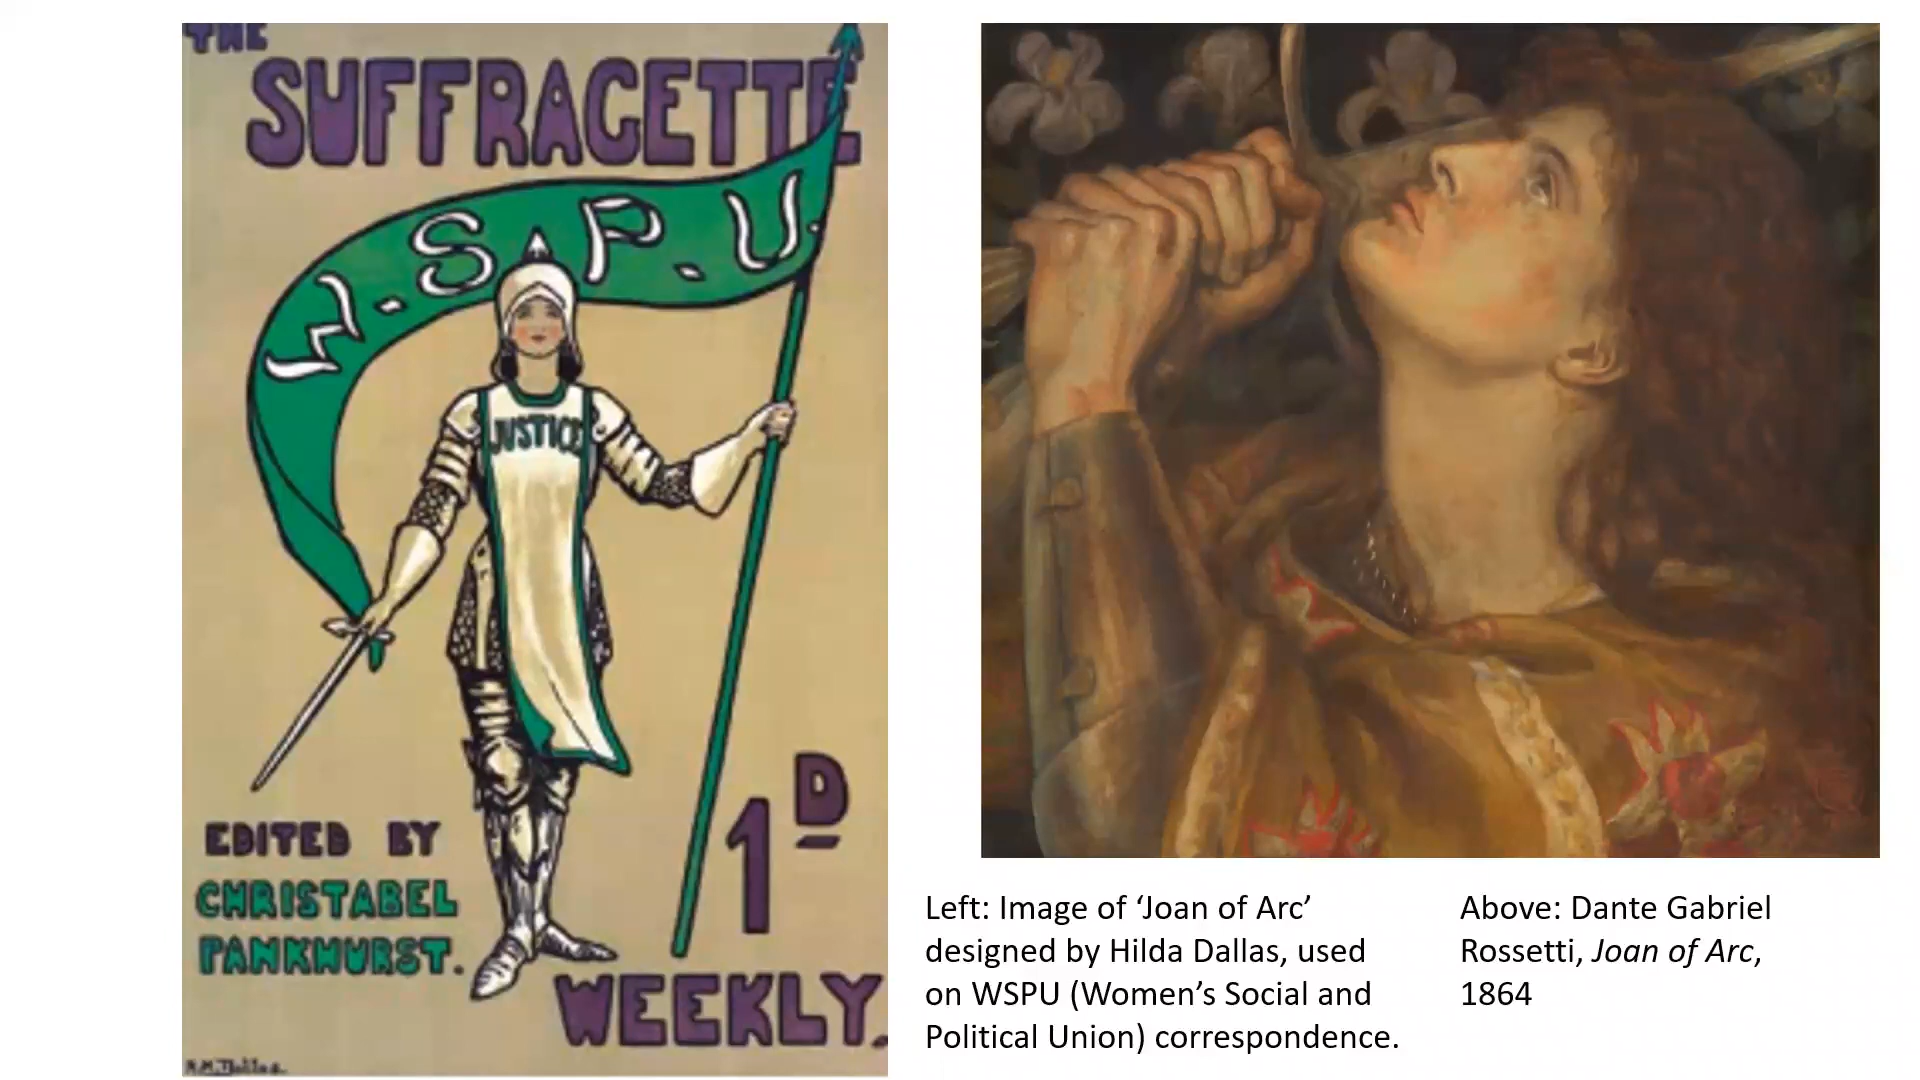 THE
SUFFRAGETTE
W.S.P.U.
JUSTICE
1D
EDITED BY
CHRISTABEL
PANKHURST.
WEEKLY.
Left: Image of ‘Joan of Arc’
designed by Hilda Dallas, used
on WSPU (Women’s Social and
Political Union) correspondence.
Above: Dante Gabriel
Rossetti, Joan of Arc,
1864